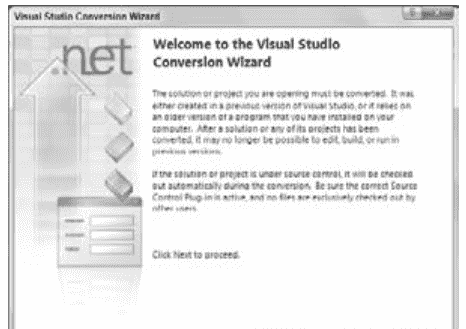 Visual Studio Conversion Wizard
.net
Welcome to the Visual Studio
Conversion Wizard
The solution or project you are opening must be converted. It was
either created in a previous version of Visual Studio, or it relies on
an older version of a program that you have installed on your
computer. After a solution or any of its projects has been
converted, it may no longer be possible to edit, build, or run in
previous versions.
If the solution or project is under source control, it will be checked
out automatically during the conversion. Be sure the correct Source
Control Plug-in is active, and no files are exclusively checked out by
other users.
Click Next to proceed.